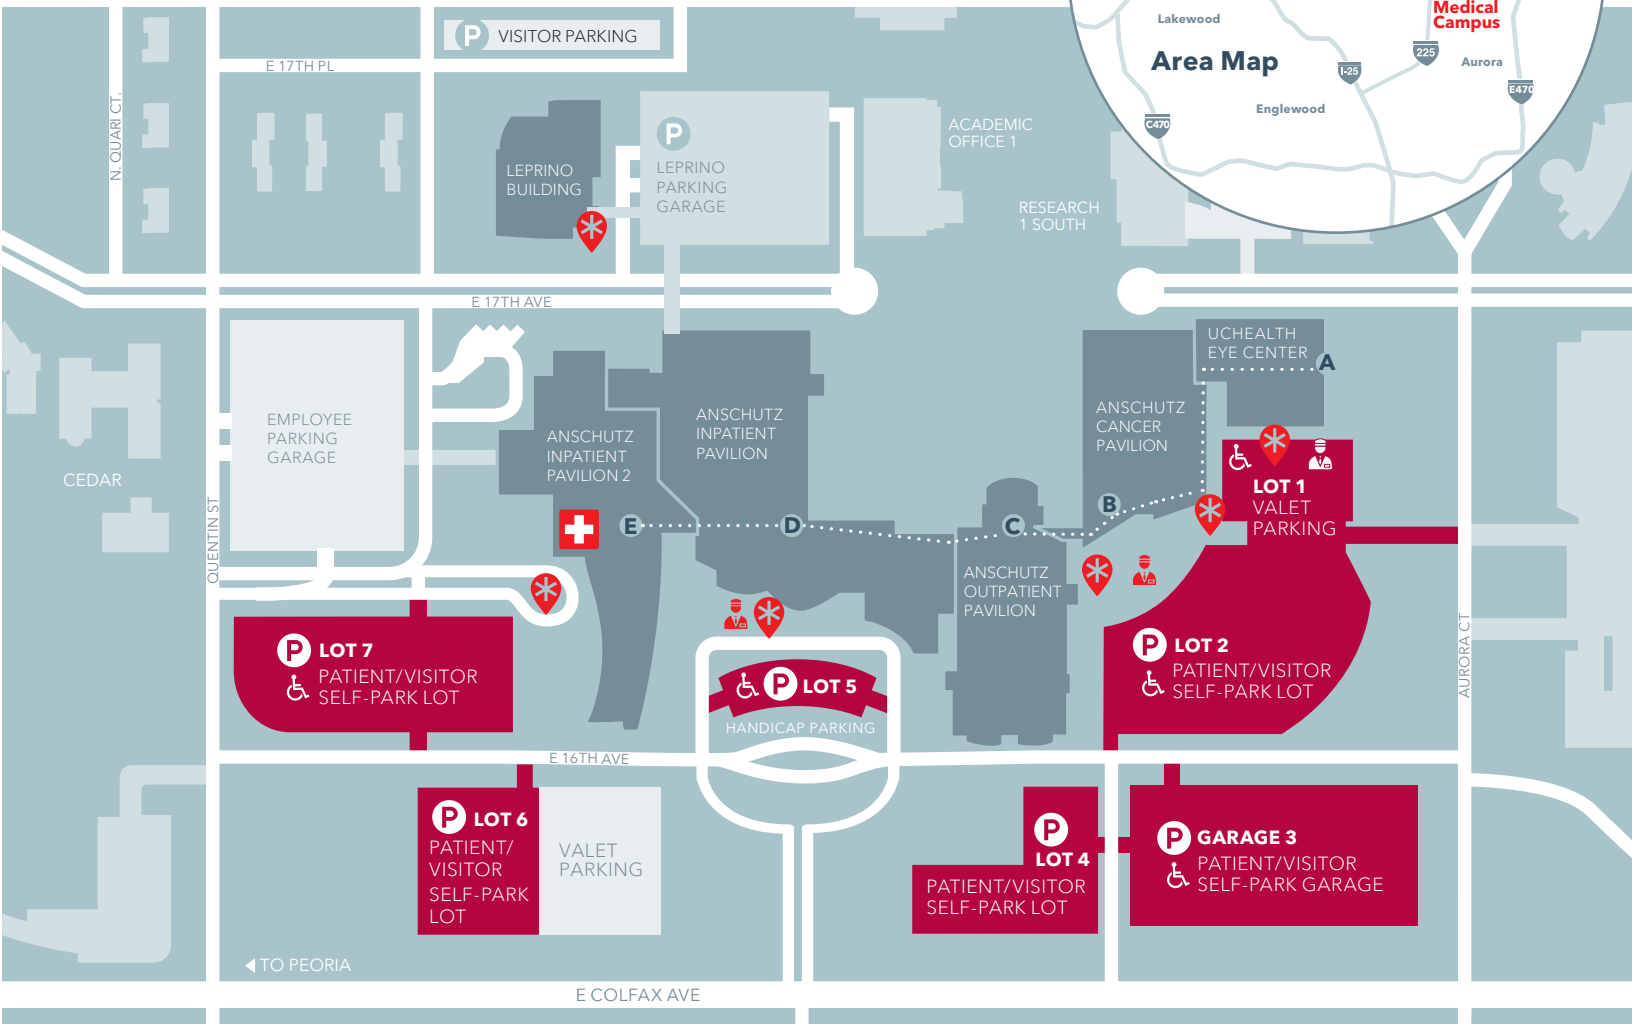 Medical
Campus
Lakewood
Area Map
225
I-25
Aurora
E470
Englewood
C470
P VISITOR PARKING
E 17TH PL
N. QUARI CT.
LEPRINO
BUILDING
P
LEPRINO
PARKING
GARAGE
ACADEMIC
OFFICE 1
RESEARCH
1 SOUTH
E 17TH AVE
UCHEALTH
EYE CENTER
A
EMPLOYEE
PARKING
GARAGE
ANSCHUTZ
INPATIENT
PAVILION 2
ANSCHUTZ
INPATIENT
PAVILION
ANSCHUTZ
CANCER
PAVILION
CEDAR
QUENTIN ST
E
D
C
B
LOT 1
VALET
PARKING
ANSCHUTZ
OUTPATIENT
PAVILION
P LOT 7
PATIENT/VISITOR
SELF-PARK LOT
P LOT 5
HANDICAP PARKING
P LOT 2
PATIENT/VISITOR
SELF-PARK LOT
AURORA CT
E 16TH AVE
P LOT 6
PATIENT/
VISITOR
SELF-PARK
LOT
VALET
PARKING
P
LOT 4
PATIENT/VISITOR
SELF-PARK LOT
P GARAGE 3
PATIENT/VISITOR
SELF-PARK GARAGE
TO PEORIA
E COLFAX AVE